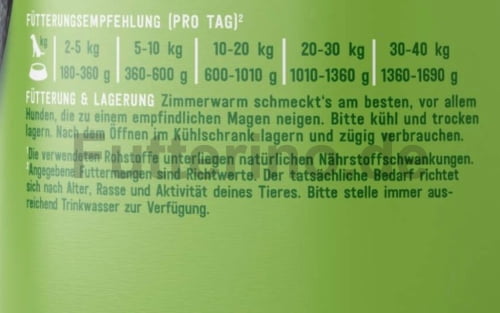 FÜTTERUNGSEMPFEHLUNG (PRO TAG)²
kg 2-5 kg 5-10 kg 10-20 kg 20-30 kg 30-40 kg
180-360 g 360-600 g 600-1010 g 1010-1360 g 1360-1690 g
FÜTTERUNG & LAGERUNG Zimmerwarm schmeckt's am besten, vor allem
Hunden, die zu einem empfindlichen Magen neigen. Bitte kühl und trocken
lagern. Nach dem Öffnen im Kühlschrank lagern und zügig verbrauchen.
Futterino.de
¹Die verwendeten Rohstoffe unterliegen natürlichen Nährstoffschwankungen.
²Angegebene Futtermengen sind Richtwerte. Der tatsächliche Bedarf richtet
sich nach Alter, Rasse und Aktivität deines Tieres. Bitte stelle immer aus-
reichend Trinkwasser zur Verfügung.